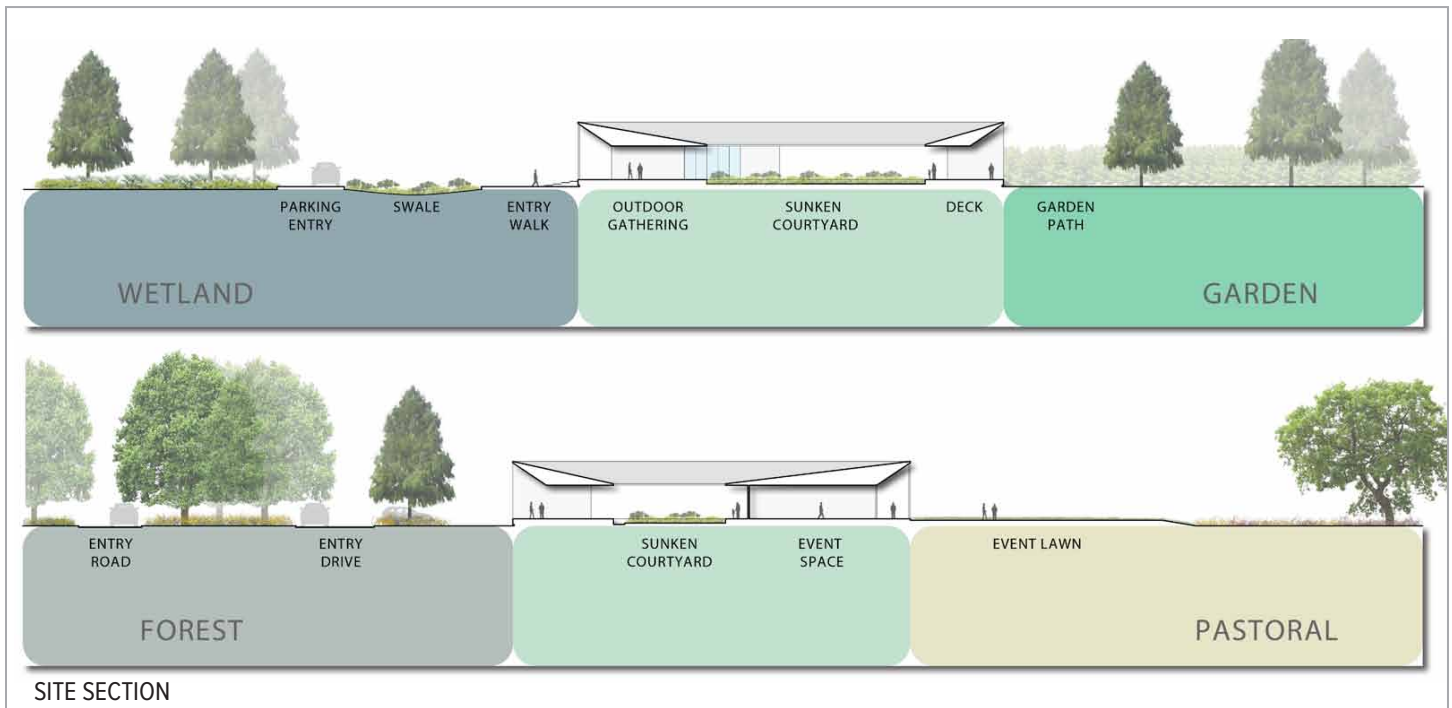 PARKING
ENTRY
SWALE
ENTRY
WALK
OUTDOOR
GATHERING
SUNKEN
COURTYARD
DECK
GARDEN
PATH
WETLAND
GARDEN
ENTRY
ROAD
ENTRY
DRIVE
SUNKEN
COURTYARD
EVENT
SPACE
EVENT LAWN
FOREST
PASTORAL
SITE SECTION